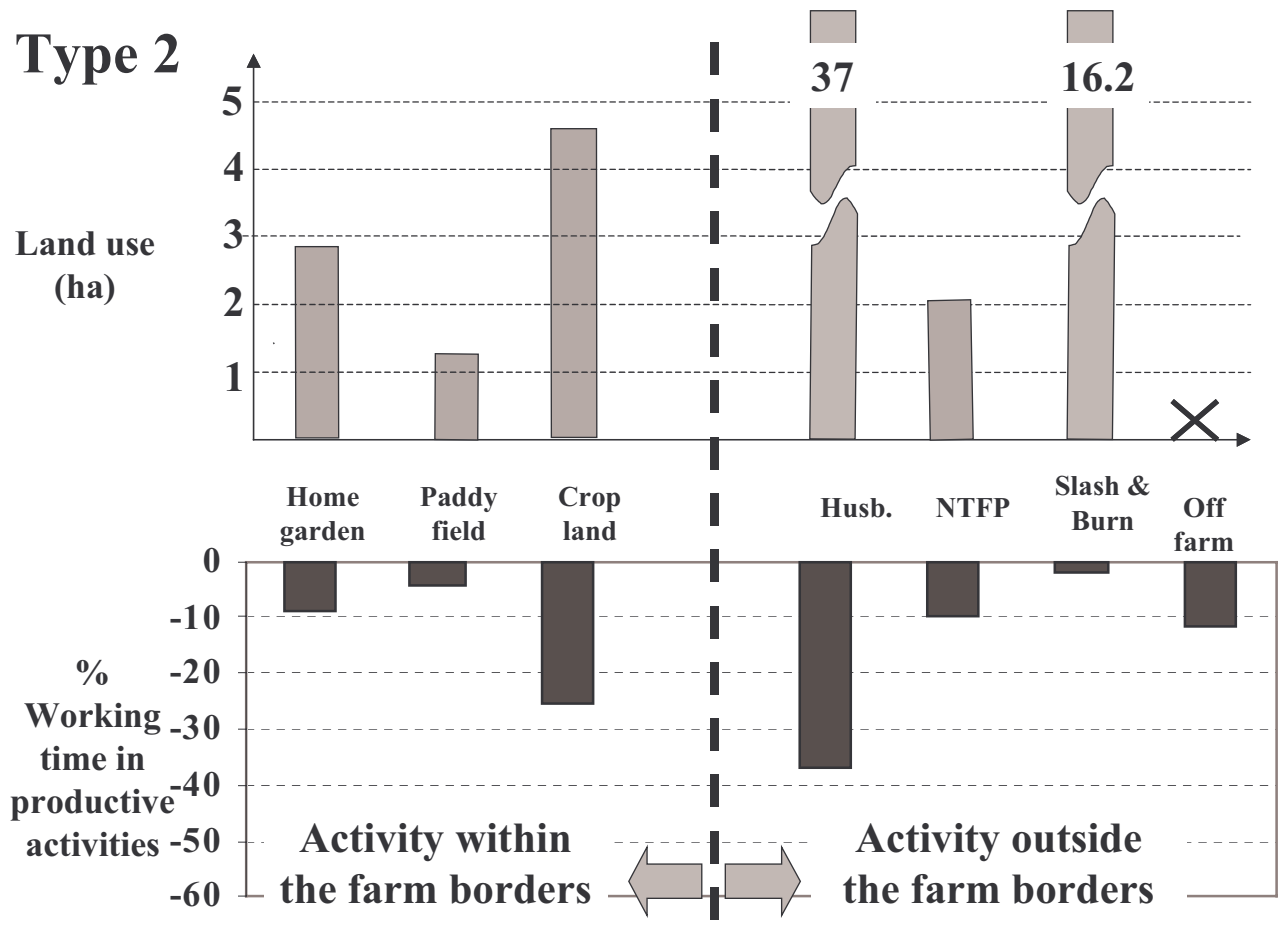 Type 2
37
16.2
5
4
3
2
1
Land use
(ha)
Home
garden
Paddy
field
Crop
land
Husb.
NTFP
Slash &
Burn
Off
farm
0
-10
-20
-30
-40
-50
-60
%
Working
time in
productive
activities
Activity within
the farm borders
Activity outside
the farm borders